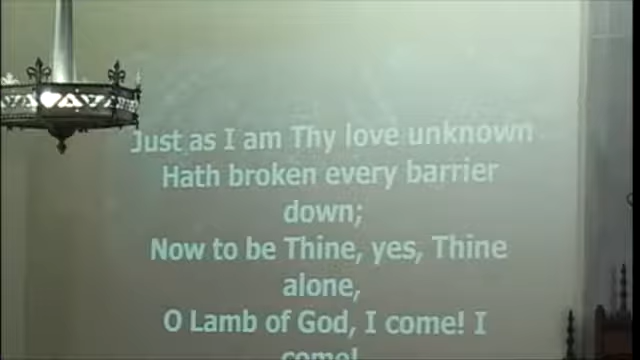 Just as I am Thy love unknown
Hath broken every barrier
down;
Now to be Thine, yes, Thine
alone,
O Lamb of God, I come! I
come!